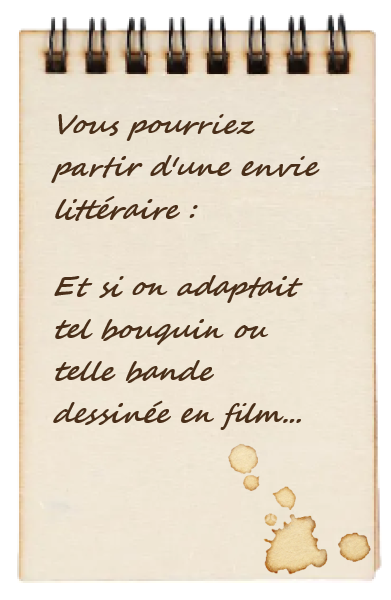 Vous pourriez
partir d'une envie
littéraire :
Et si on adaptait
tel bouquin ou
telle bande
dessinée en film...